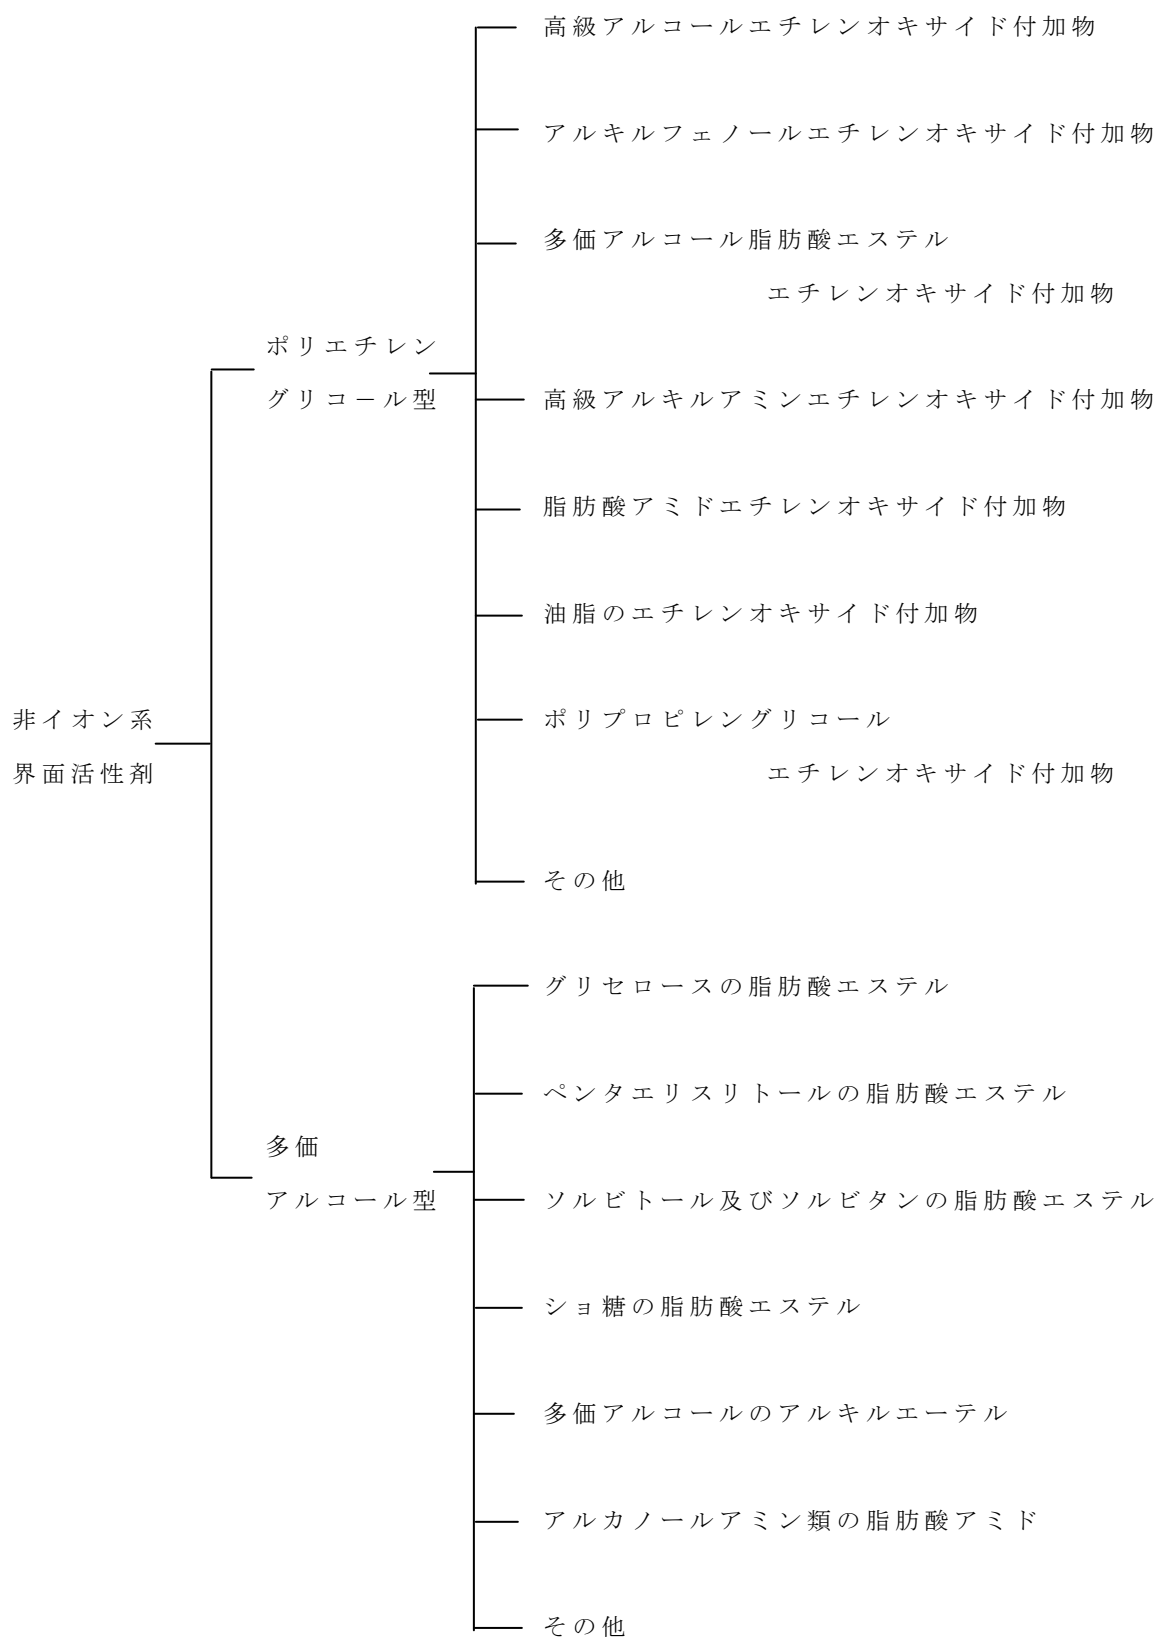 高級アルコールエチレンオキサイド付加物
アルキルフェノールエチレンオキサイド付加物
多価アルコール脂肪酸エステル
エチレンオキサイド付加物
ポリエチレン
グリコール型
高級アルキルアミンエチレンオキサイド付加物
脂肪酸アミドエチレンオキサイド付加物
油脂のエチレンオキサイド付加物
非イオン系
界面活性剤
ポリプロピレングリコール
エチレンオキサイド付加物
その他
グリセロースの脂肪酸エステル
ペンタエリスリトールの脂肪酸エステル
多価
アルコール型
ソルビトール及びソルビタンの脂肪酸エステル
ショ糖の脂肪酸エステル
多価アルコールのアルキルエーテル
アルカノールアミン類の脂肪酸アミド
その他